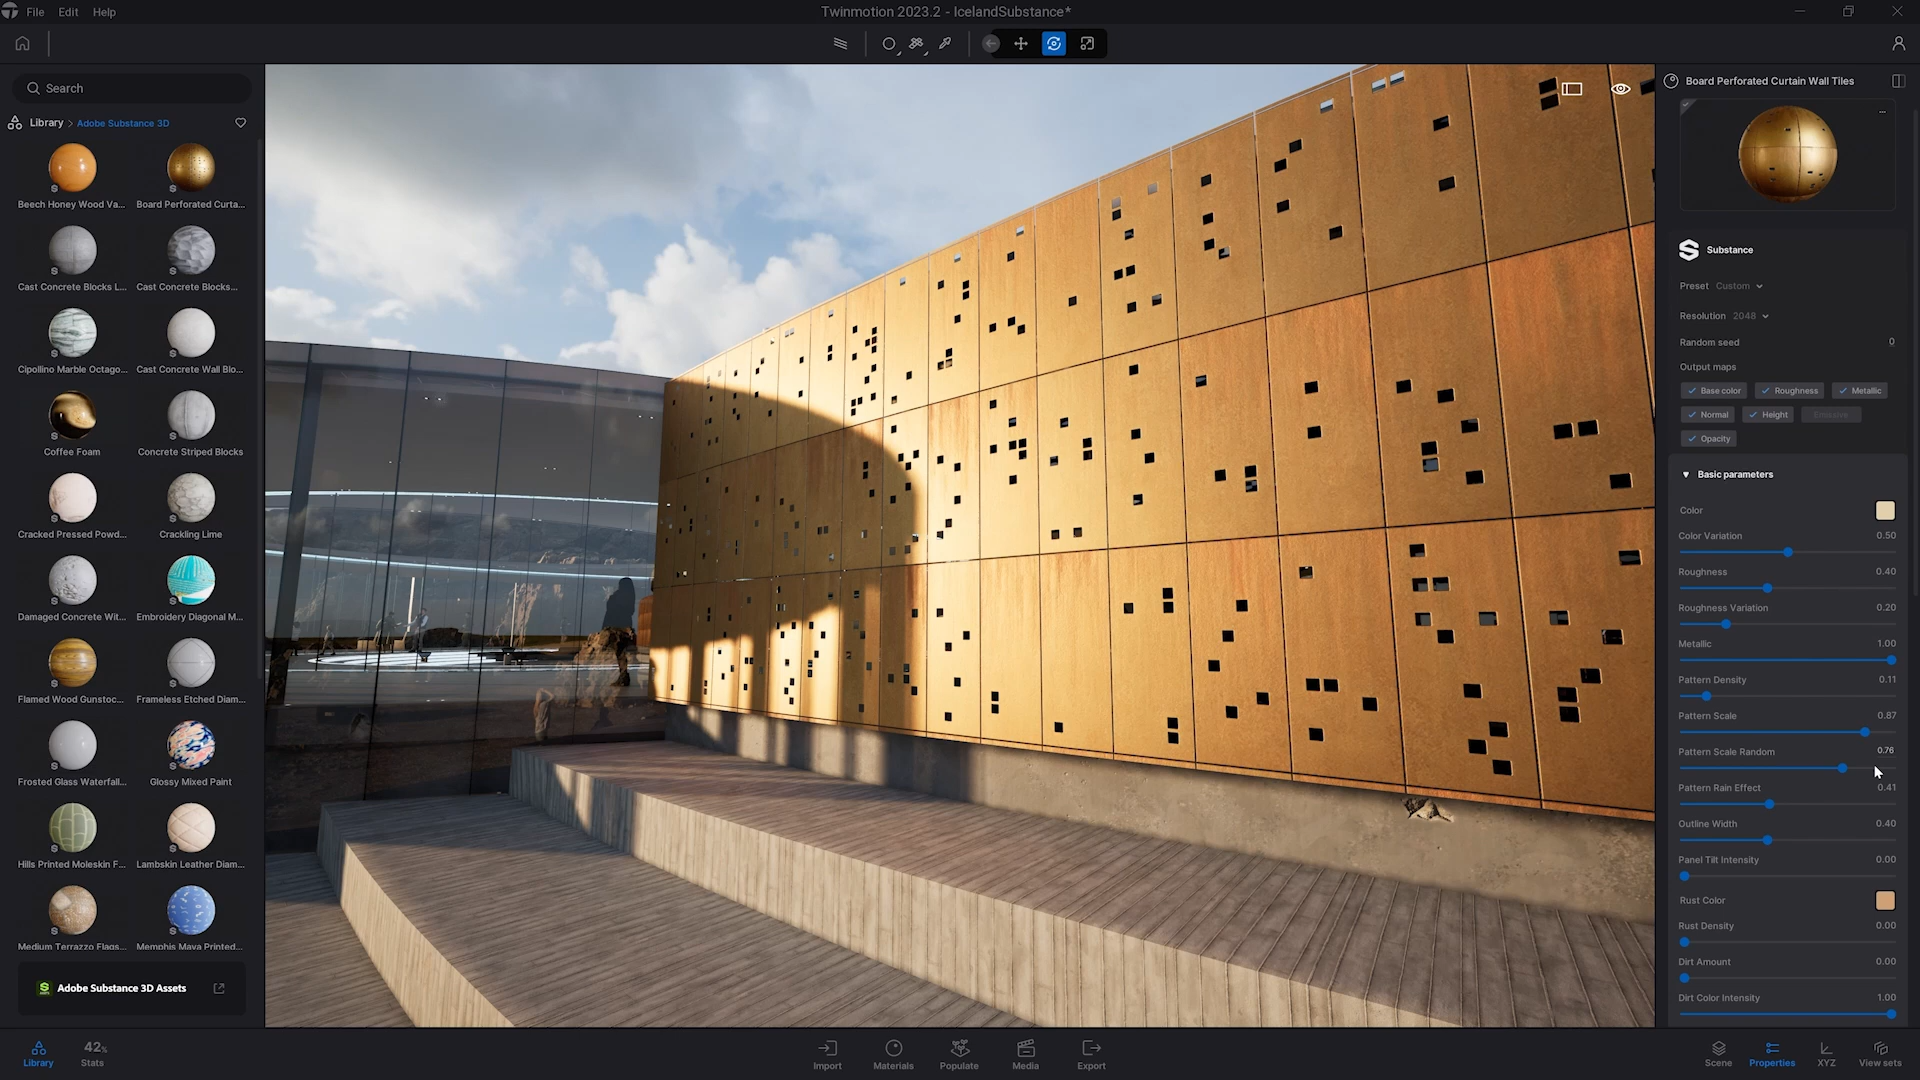 File Edit Help
Twinmotion 2023.2 - IcelandSubstance*
Search
Library > Adobe Substance 3D
Beech Honey Wood Va...
Board Perforated Curta...
Cast Concrete Blocks L...
Cast Concrete Blocks...
Cipollino Marble Octago...
Cast Concrete Wall Blo...
Coffee Foam
Concrete Striped Blocks
Cracked Pressed Powd...
Crackling Lime
Damaged Concrete Wit...
Embroidery Diagonal M...
Flamed Wood Gunstoc...
Frameless Etched Diam...
Frosted Glass Waterfall...
Glossy Mixed Paint
Hills Printed Moleskin F...
Lambskin Leather Diam...
Medium Terrazzo Flags...
Memphis Maya Printed...
Adobe Substance 3D Assets
Board Perforated Curtain Wall Tiles
Substance
Preset Custom
Resolution 2048
Random seed 0
Output maps
Base color Roughness Metallic
Normal Height Emissive
Opacity
Basic parameters
Color
Color Variation 0.50
Roughness 0.40
Roughness Variation 0.20
Metallic 1.00
Pattern Density 0.11
Pattern Scale 0.87
Pattern Scale Random 0.76
Pattern Rain Effect 0.41
Outline Width 0.40
Panel Tilt Intensity 0.00
Rust Color
Rust Density 0.00
Dirt Amount 0.00
Dirt Color Intensity 1.00
Library
42%
Stats
Import
Materials
Populate
Media
Export
Scene
Properties
XYZ
View sets